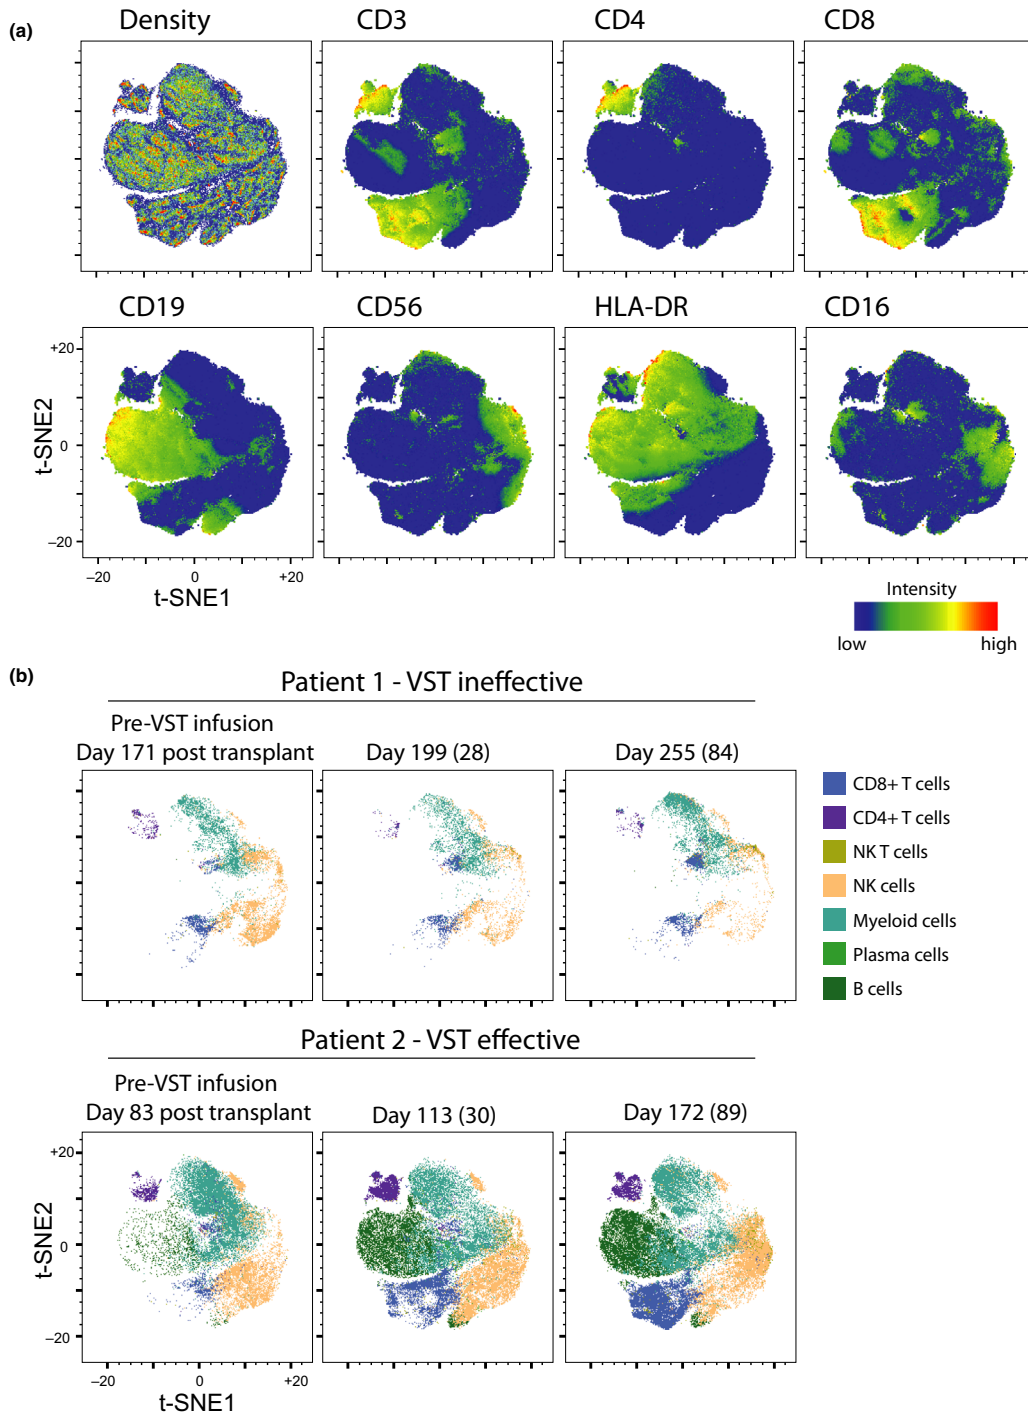 (a)
Density
CD3
CD4
CD8
CD19
CD56
HLA-DR
CD16
+20
0
–20
t-SNE2
–20
0
+20
t-SNE1
Intensity
low
high
(b)
Patient 1 - VST ineffective
Pre-VST infusion
Day 171 post transplant
Day 199 (28)
Day 255 (84)
CD8+ T cells
CD4+ T cells
NK T cells
NK cells
Myeloid cells
Plasma cells
B cells
Patient 2 - VST effective
Pre-VST infusion
Day 83 post transplant
Day 113 (30)
Day 172 (89)
+20
0
–20
t-SNE2
–20
0
+20
t-SNE1